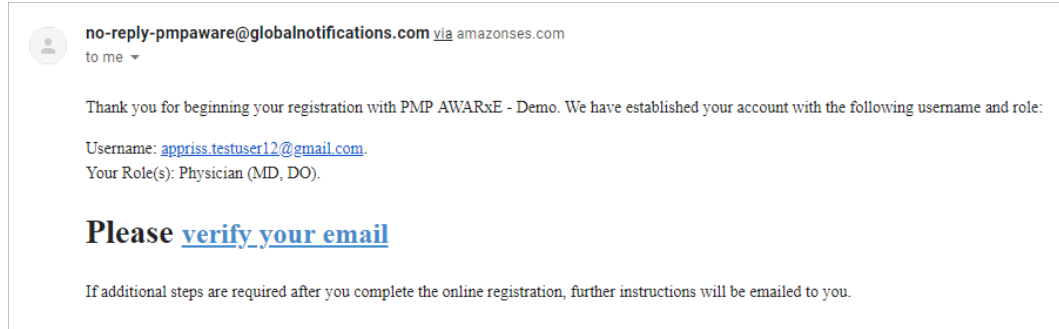 no-reply-pmpaware@globalnotifications.com via amazonses.com
to me
Thank you for beginning your registration with PMP AWARxE - Demo. We have established your account with the following username and role:
Username: appriss.testuser12@gmail.com.
Your Role(s): Physician (MD, DO).
Please verify your email
If additional steps are required after you complete the online registration, further instructions will be emailed to you.